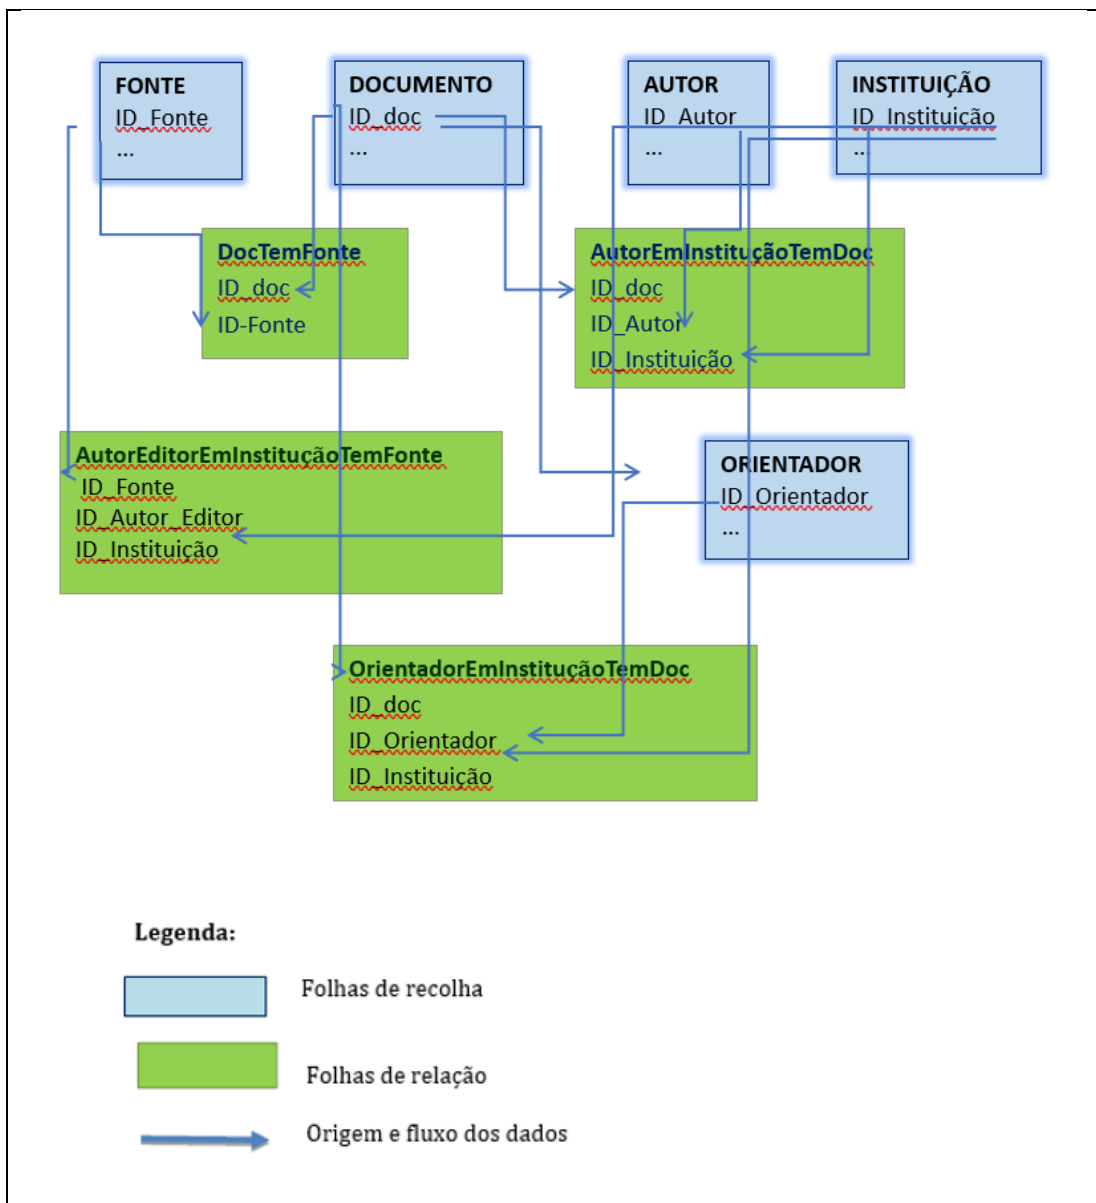 FONTE
ID_Fonte
...
DOCUMENTO
ID_doc
...
AUTOR
ID_Autor
...
INSTITUIÇÃO
ID_Instituição
...
DocTemFonte
ID_doc
ID-Fonte
AutorEmInstituçãoTemDoc
ID_doc
ID_Autor
ID_Instituição
AutorEditorEmInstituçãoTemFonte
ID_Fonte
ID_Autor_Editor
ID_Instituição
ORIENTADOR
ID_Orientador
...
OrientadorEmInstituçãoTemDoc
ID_doc
ID_Orientador
ID_Instituição
Legenda:
Folhas de recolha
Folhas de relação
Origem e fluxo dos dados